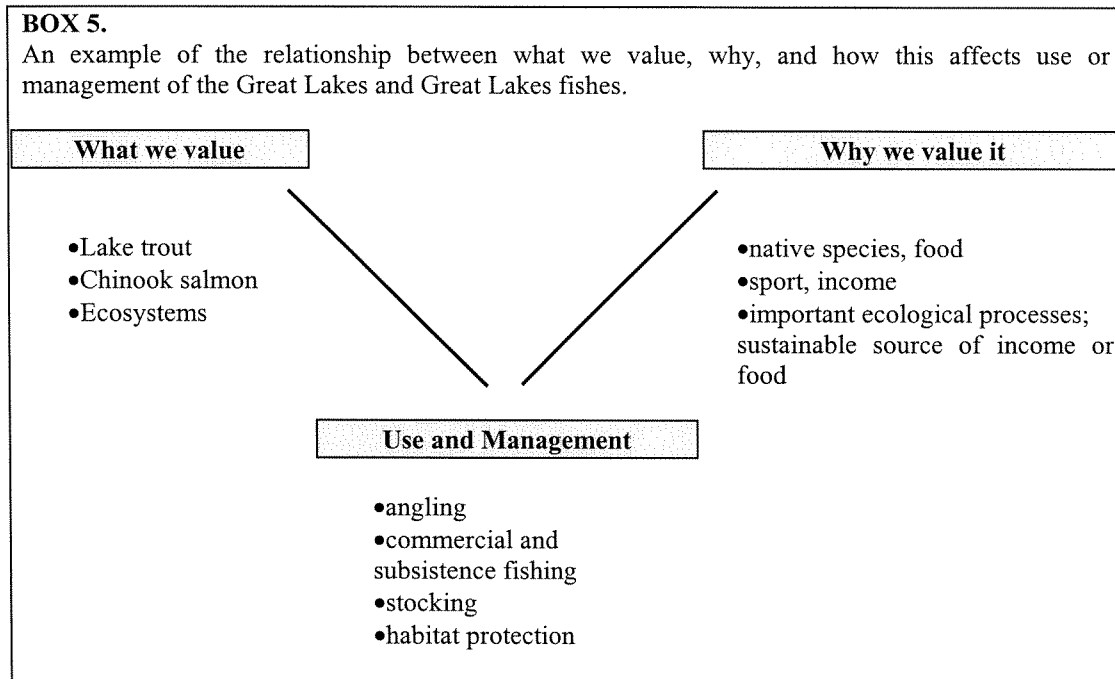 BOX 5.
An example of the relationship between what we value, why, and how this affects use or
management of the Great Lakes and Great Lakes fishes.
What we value
Why we value it
•Lake trout
•Chinook salmon
•Ecosystems
•native species, food
•sport, income
•important ecological processes;
sustainable source of income or
food
Use and Management
•angling
•commercial and
subsistence fishing
•stocking
•habitat protection